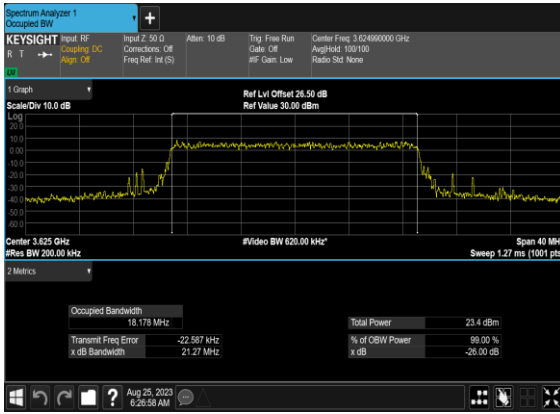 Spectrum Analyzer 1
Occupied BW
+
KEYSIGHT Input: RF Input Z: 50 Ω Atten: 10 dB Trig: Free Run Center Freq: 3.624990000 GHz
R T Coupling: DC Corrections: Off Gate: Off Avg|Hold: 100/100
Align: Off Freq Ref: Int (S) #IF Gain: Low Radio Std: None
1 Graph
Ref Lvl Offset 26.50 dB
Scale/Div 10.0 dB Ref Value 30.00 dBm
Log
20.0
10.0
0.00
-10.0
-20.0
-30.0
-40.0
-50.0
-60.0
Center 3.625 GHz #Video BW 620.00 kHz* Span 40 MH
#Res BW 200.00 kHz Sweep 1.27 ms (1001 pts
2 Metrics
Occupied Bandwidth
18.178 MHz Total Power 23.4 dBm
Transmit Freq Error -22.587 kHz % of OBW Power 99.00 %
x dB Bandwidth 21.27 MHz x dB -26.00 dB
? Aug 25, 2023
6:26:58 AM